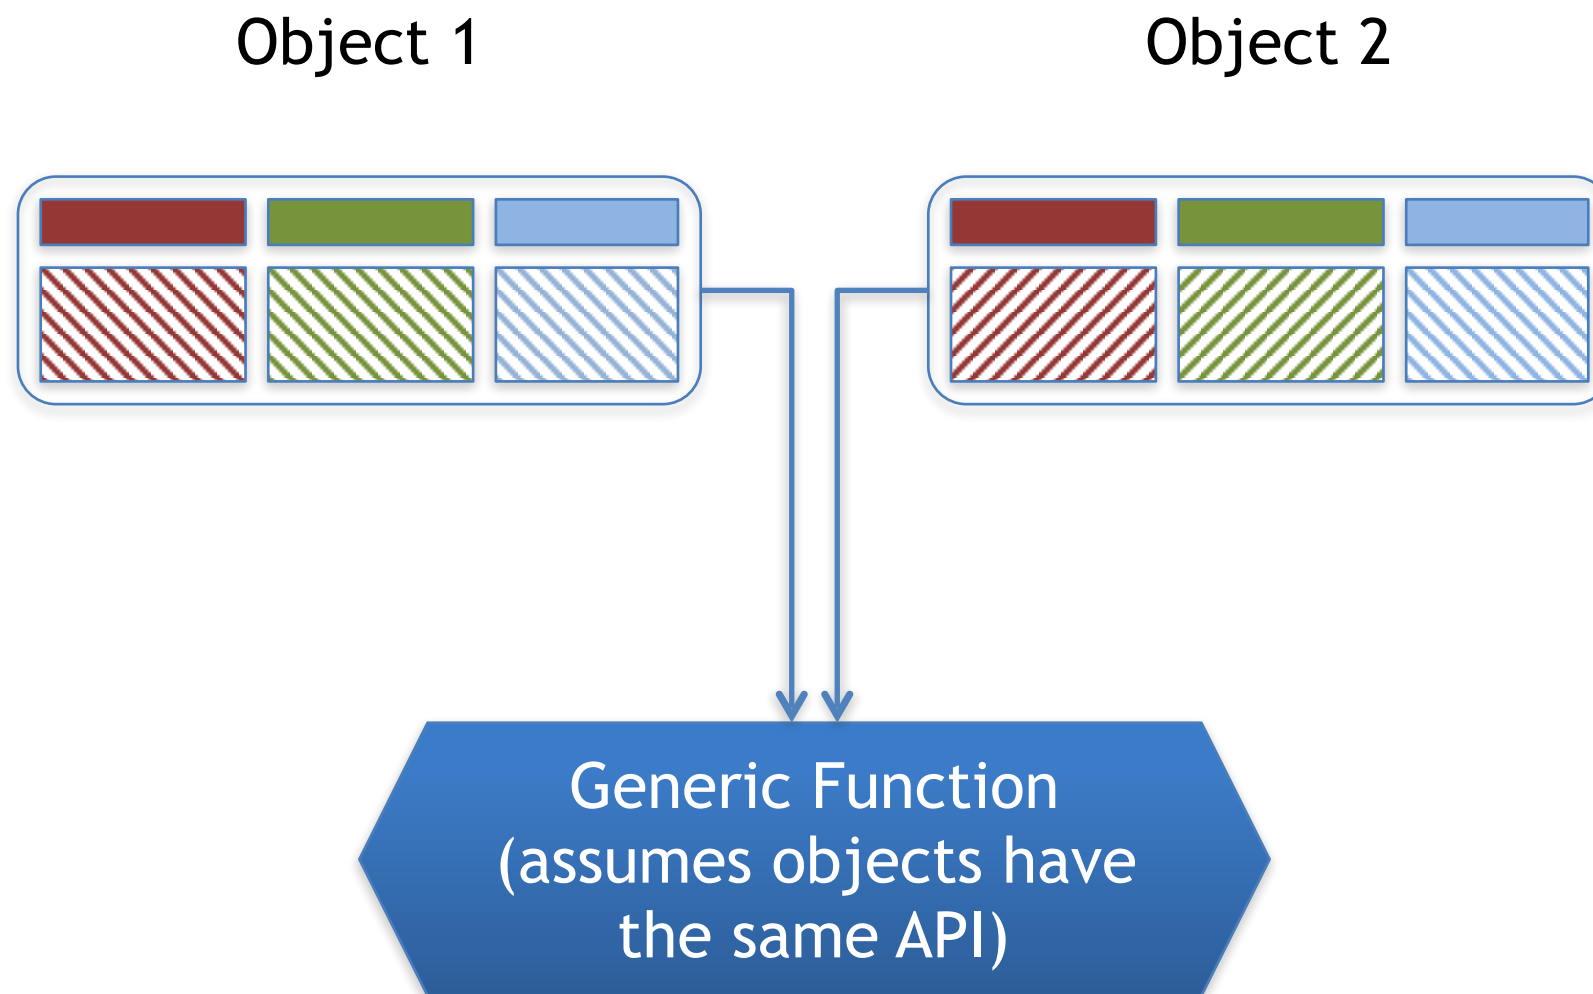 Object 1
Object 2
Generic Function
(assumes objects have
the same API)